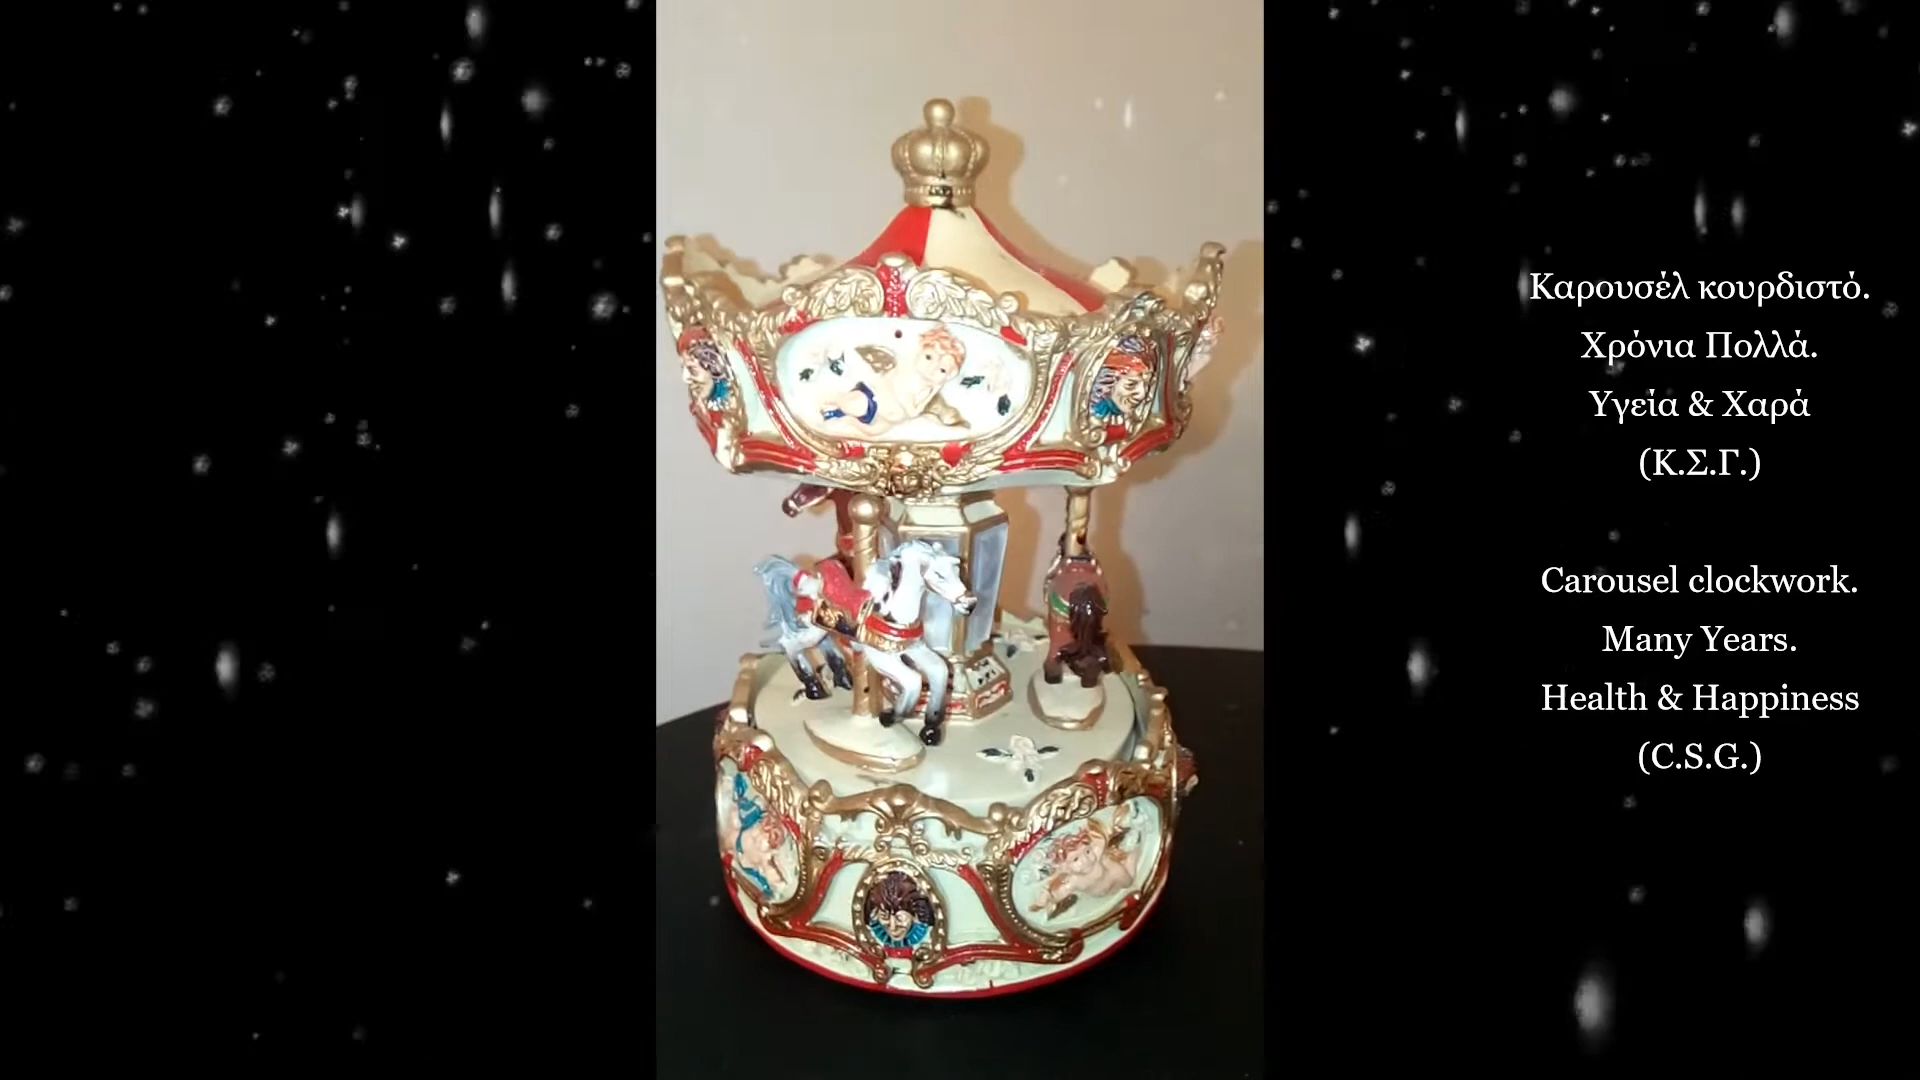 Καρουσέλ κουρδιστό.
Χρόνια Πολλά.
Υγεία & Χαρά
(Κ.Σ.Γ.)
Carousel clockwork.
Many Years.
Health & Happiness
(C.S.G.)